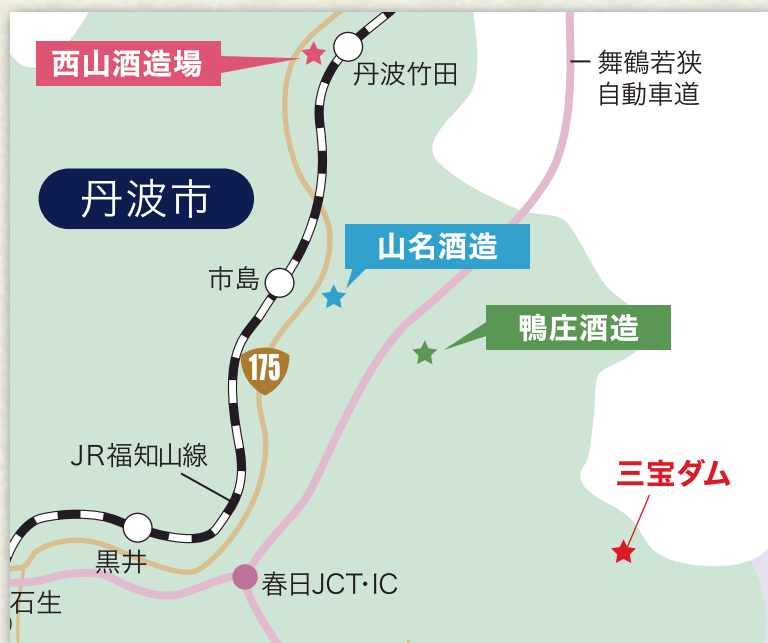 西山酒造場
丹波竹田
舞鶴若狭
自動車道
丹波市
山名酒造
市島
鴨庄酒造
175
JR福知山線
三宝ダム
黒井
春日JCT・IC
石生